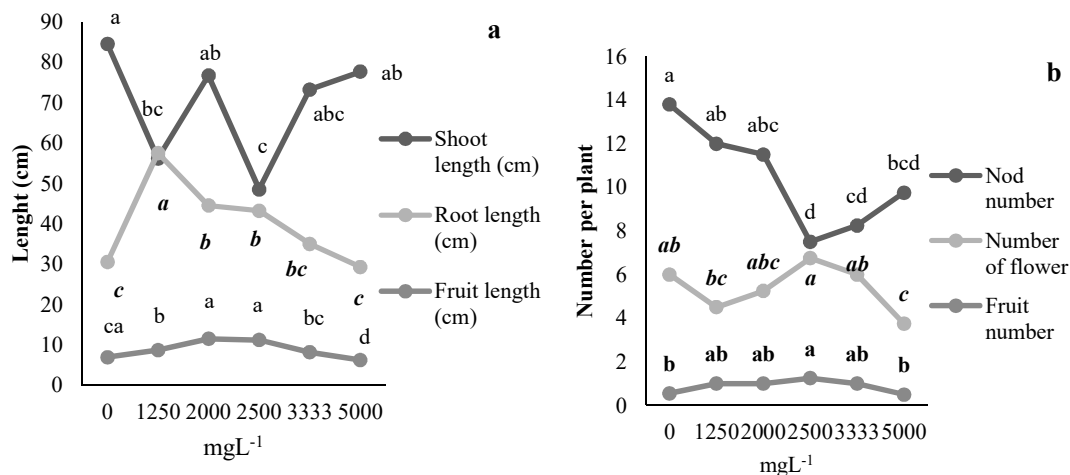 a
Lenght (cm)
90
80
70
60
50
40
30
20
10
0
a
bc
ab
c
abc
ab
a
b
b
bc
c
c
ca
b
a
a
bc
d
0 1250 2000 2500 3333 5000
mgL-1
Shoot
length (cm)
Root length
(cm)
Fruit length
(cm)
b
Number per plant
16
14
12
10
8
6
4
2
0
a
ab
abc
d
cd
bcd
ab
bc
abc
a
ab
c
b
ab
ab
a
ab
b
0 1250 2000 2500 3333 5000
mgL-1
Nod
number
Number
of flower
Fruit
number